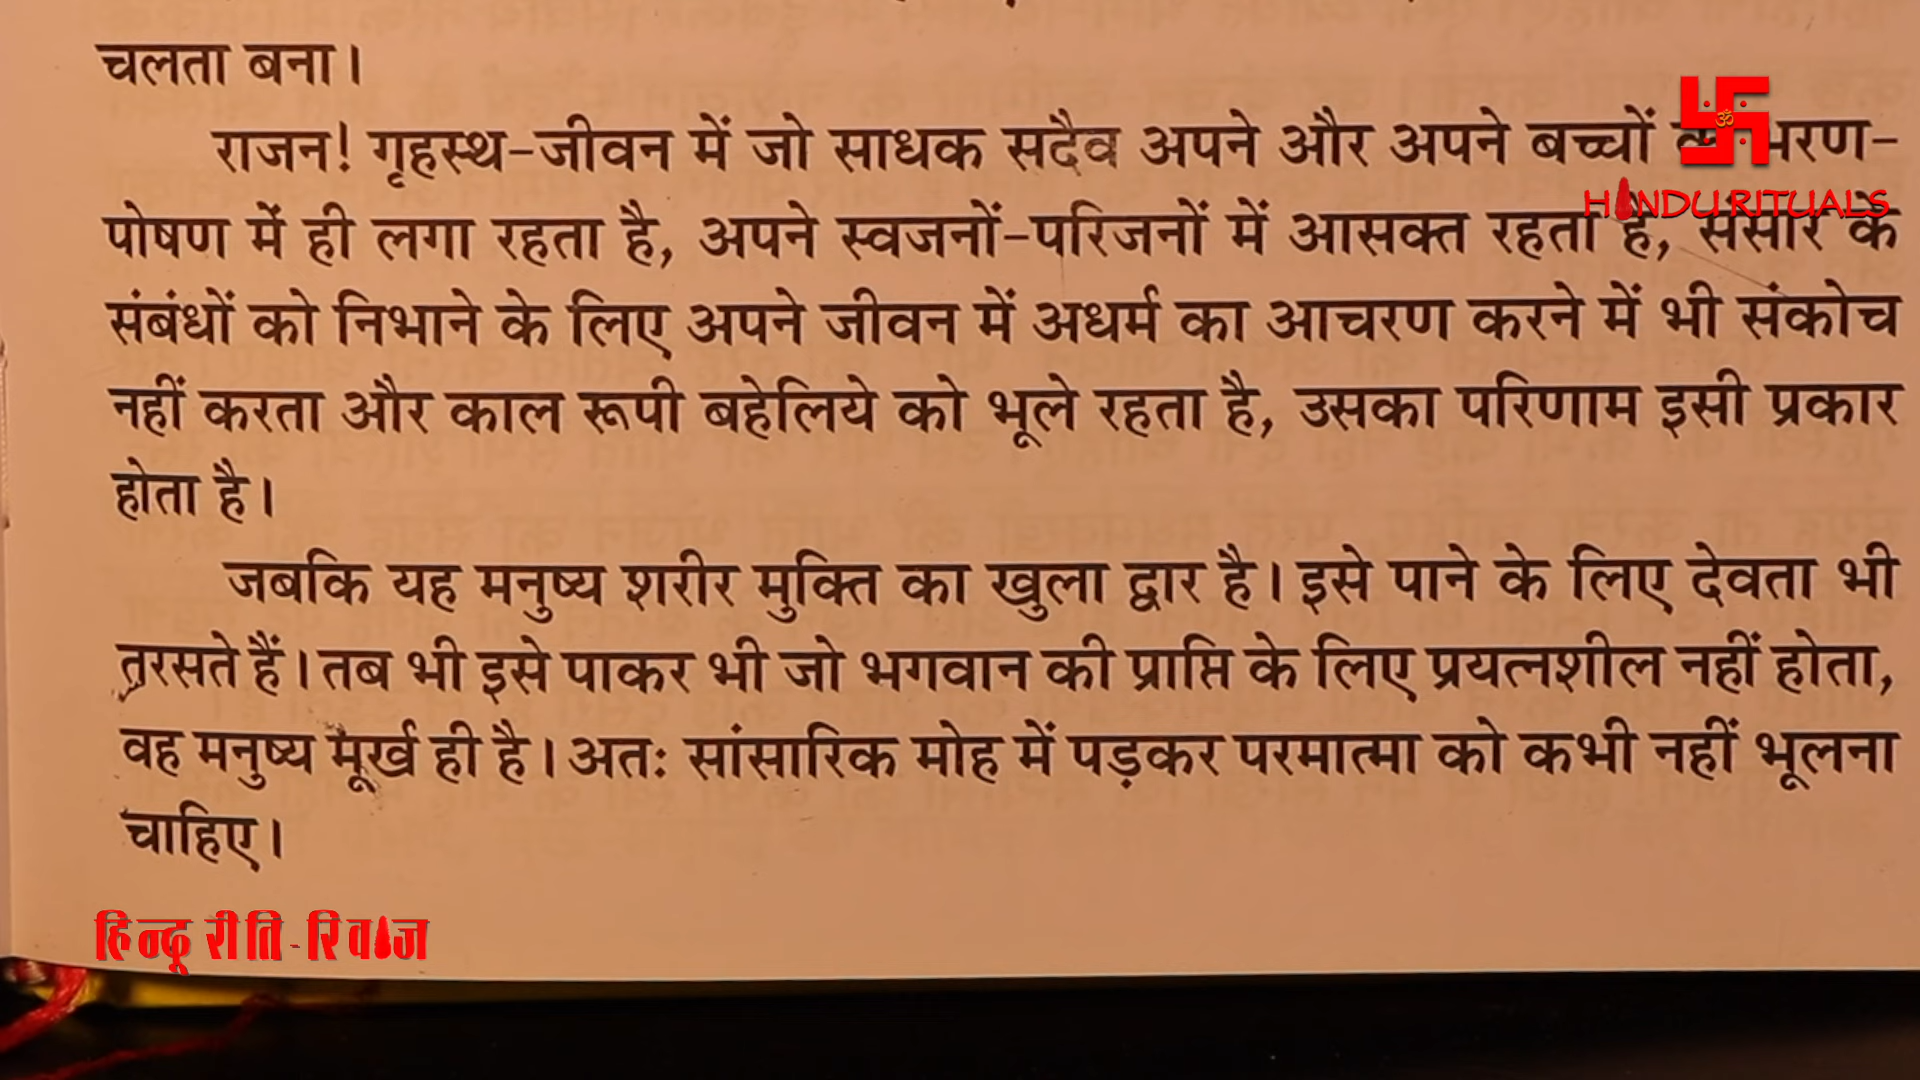 चलता बना।
राजन! गृहस्थ-जीवन में जो साधक सदैव अपने और अपने बच्चों भरण-
पोषण में ही लगा रहता है, अपने स्वजनों-परिजनों में आसक्त रहता है, संसार के
HINDU RITUALS
संबंधों को निभाने के लिए अपने जीवन में अधर्म का आचरण करने में भी संकोच
नहीं करता और काल रूपी बहेलिये को भूले रहता है, उसका परिणाम इसी प्रकार
होता है।
जबकि यह मनुष्य शरीर मुक्ति का खुला द्वार है। इसे पाने के लिए देवता भी
तरसते हैं। तब भी इसे पाकर भी जो भगवान की प्राप्ति के लिए प्रयत्नशील नहीं होता,
वह मनुष्य मूर्ख ही है। अतः सांसारिक मोह में पड़कर परमात्मा को कभी नहीं भूलना
चाहिए।
हिन्दू रीति-रिवाज